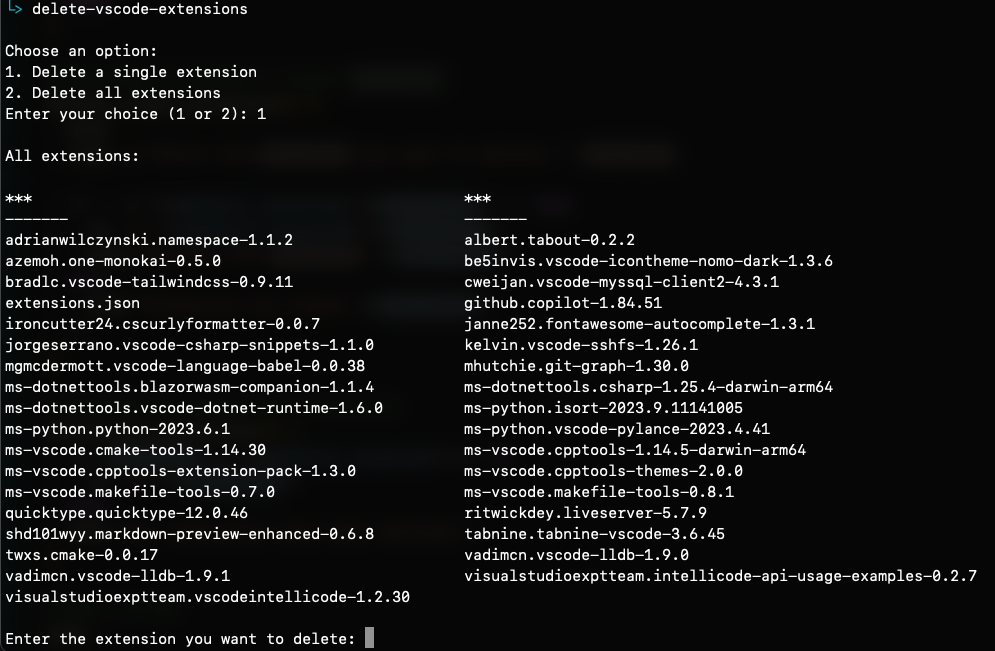 └> delete-vscode-extensions
Choose an option:
1. Delete a single extension
2. Delete all extensions
Enter your choice (1 or 2): 1
All extensions:
*** ***
------- -------
adrianwilczynski.namespace-1.1.2 albert.tabout-0.2.2
azemoh.one-monokai-0.5.0 be5invis.vscode-icontheme-nomo-dark-1.3.6
bradlc.vscode-tailwindcss-0.9.11 cweijan.vscode-myssql-client2-4.3.1
extensions.json github.copilot-1.84.51
ironcutter24.cscurlyformatter-0.0.7 janne252.fontawesome-autocomplete-1.3.1
jorgeserrano.vscode-csharp-snippets-1.1.0 kelvin.vscode-sshfs-1.26.1
mgmcdermott.vscode-language-babel-0.0.38 mhutchie.git-graph-1.30.0
ms-dotnettools.blazorwasm-companion-1.1.4 ms-dotnettools.csharp-1.25.4-darwin-arm64
ms-dotnettools.vscode-dotnet-runtime-1.6.0 ms-python.isort-2023.9.11141005
ms-python.python-2023.6.1 ms-python.vscode-pylance-2023.4.41
ms-vscode.cmake-tools-1.14.30 ms-vscode.cpptools-1.14.5-darwin-arm64
ms-vscode.cpptools-extension-pack-1.3.0 ms-vscode.cpptools-themes-2.0.0
ms-vscode.makefile-tools-0.7.0 ms-vscode.makefile-tools-0.8.1
quicktype.quicktype-12.0.46 ritwickdey.liveserver-5.7.9
shd101wyy.markdown-preview-enhanced-0.6.8 tabnine.tabnine-vscode-3.6.45
twxs.cmake-0.0.17 vadimcn.vscode-lldb-1.9.0
vadimcn.vscode-lldb-1.9.1 visualstudioexptteam.intellicode-api-usage-examples-0.2.7
visualstudioexptteam.vscodeintellicode-1.2.30
Enter the extension you want to delete: